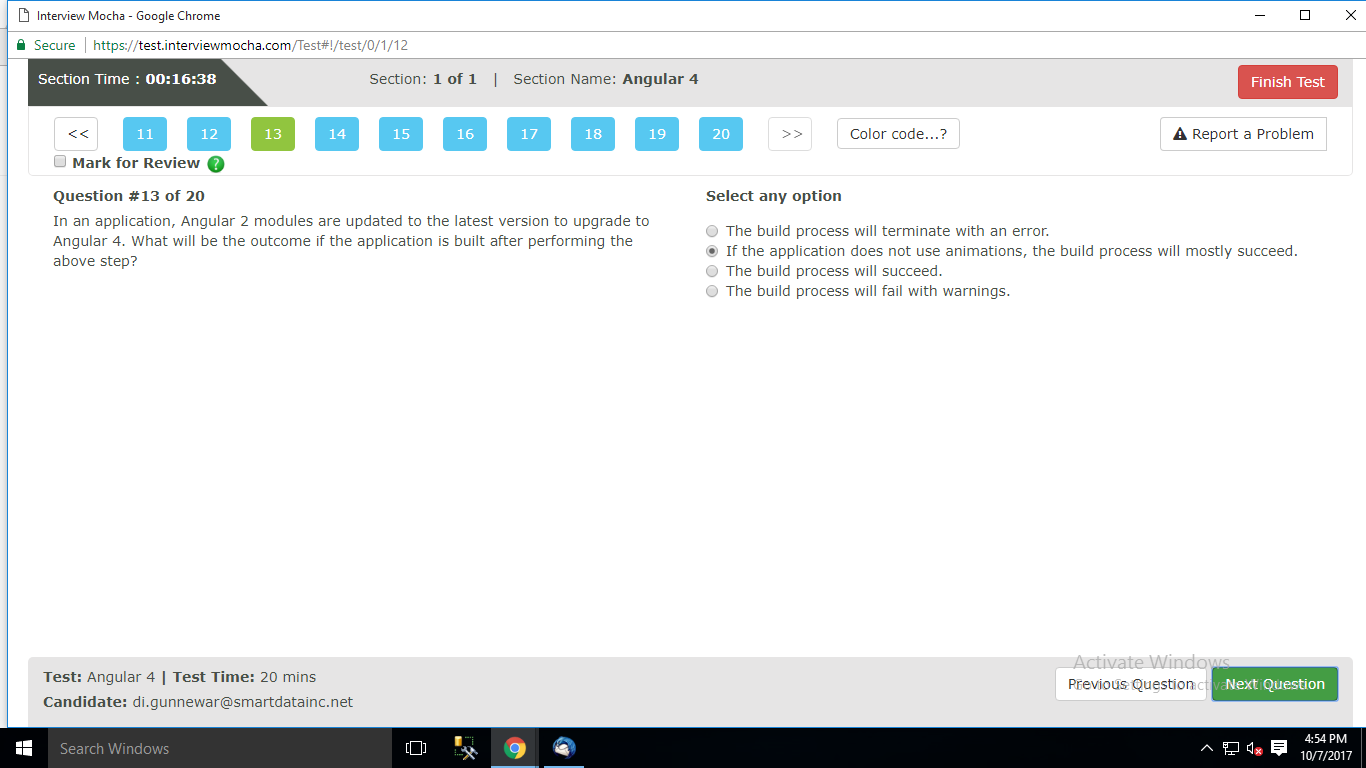 Interview Mocha - Google Chrome
Secure | https://test.interviewmocha.com/Test#!/test/0/1/12
Section Time : 00:16:38 Section: 1 of 1 | Section Name: Angular 4 Finish Test
<< 11 12 13 14 15 16 17 18 19 20 >> Color code...? Report a Problem
Mark for Review ?
Question #13 of 20
In an application, Angular 2 modules are updated to the latest version to upgrade to
Angular 4. What will be the outcome if the application is built after performing the
above step?
Select any option
The build process will terminate with an error.
If the application does not use animations, the build process will mostly succeed.
The build process will succeed.
The build process will fail with warnings.
Test: Angular 4 | Test Time: 20 mins
Candidate: di.gunnewar@smartdatainc.net
Activate Windows
Previous Question Next Question
Search Windows
4:54 PM
10/7/2017